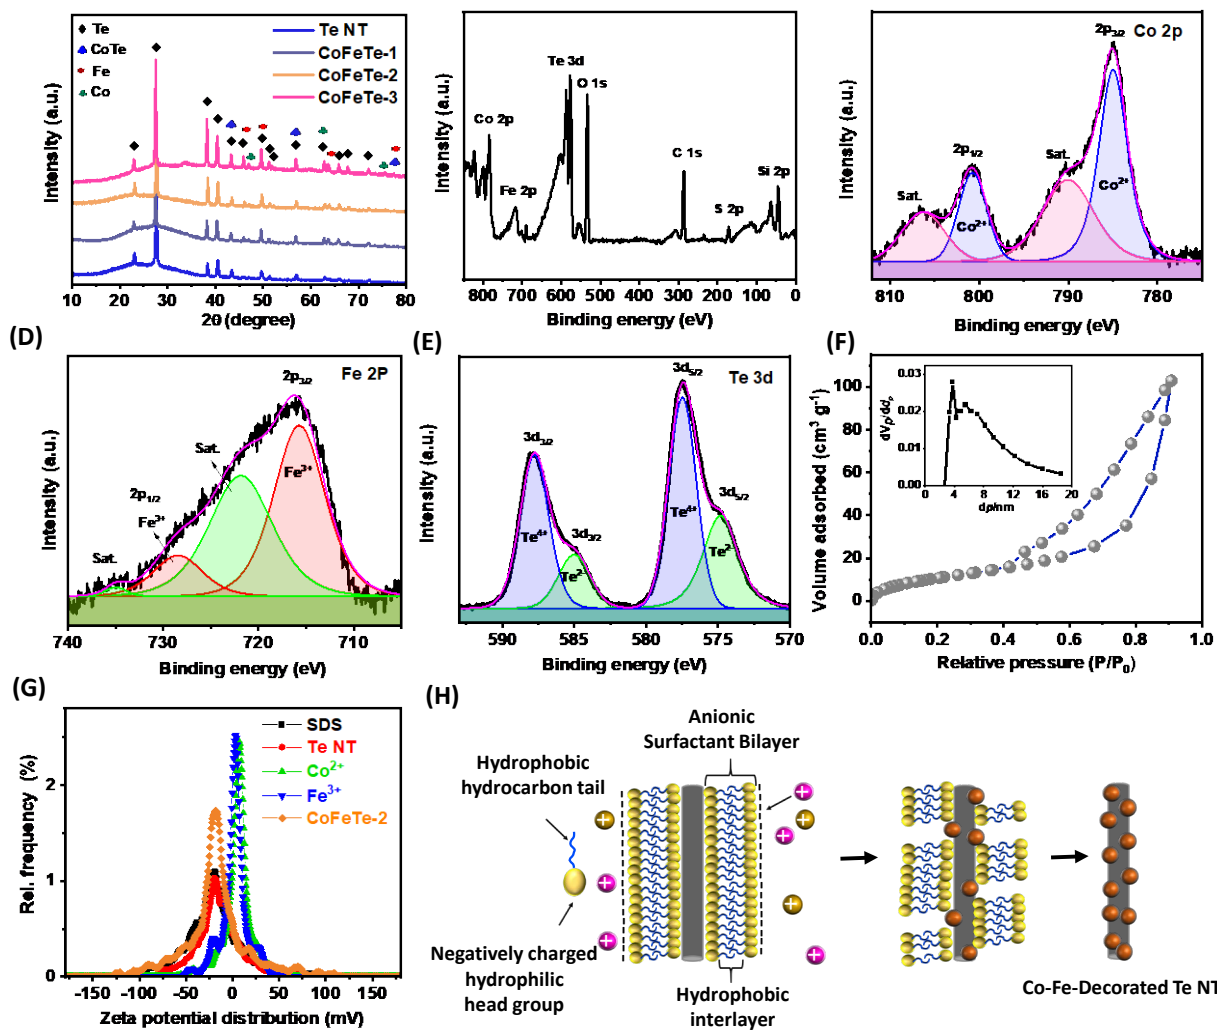 Te
CoTe
Fe
Co
Te NT
CoFeTe-1
CoFeTe-2
CoFeTe-3
Intensity (a.u.)
10 20 30 40 50 60 70 80
2Θ (degree)
Co 2p
Fe 2p
Te 3d
O 1s
C 1s
S 2p
Si 2p
Intensity (a.u.)
800 700 600 500 400 300 200 100 0
Binding energy (eV)
2p3/2
Co 2p
2p1/2
Sat.
Sat.
Co2+
Co2+
Intensity (a.u.)
810 800 790 780
Binding energy (eV)
(D)
Fe 2P
2p3/2
Sat.
2p1/2
Fe3+
Fe3+
Sat.
Intensity (a.u.)
740 730 720 710
Binding energy (eV)
(E)
Te 3d
3d5/2
3d3/2
3d5/2
3d3/2
Te4+
Te2-
Te4+
Te2-
Intensity (a.u.)
590 585 580 575 570
Binding energy (eV)
(F)
Volume adsorbed (cm3 g-1)
100
80
60
40
20
0
0.0 0.2 0.4 0.6 0.8 1.0
Relative pressure (P/P0)
dVp/ddp
0.03
0.02
0.01
0.00
0 4 8 12 16 20
dp/nm
(G)
SDS
Te NT
Co2+
Fe3+
CoFeTe-2
Rel. frequency (%)
2
1
0
-150 -100 -50 0 50 100 150
Zeta potential distribution (mV)
(H)
Anionic
Surfactant Bilayer
Hydrophobic
hydrocarbon tail
Negatively charged
hydrophilic
head group
Hydrophobic
interlayer
Co-Fe-Decorated Te NT